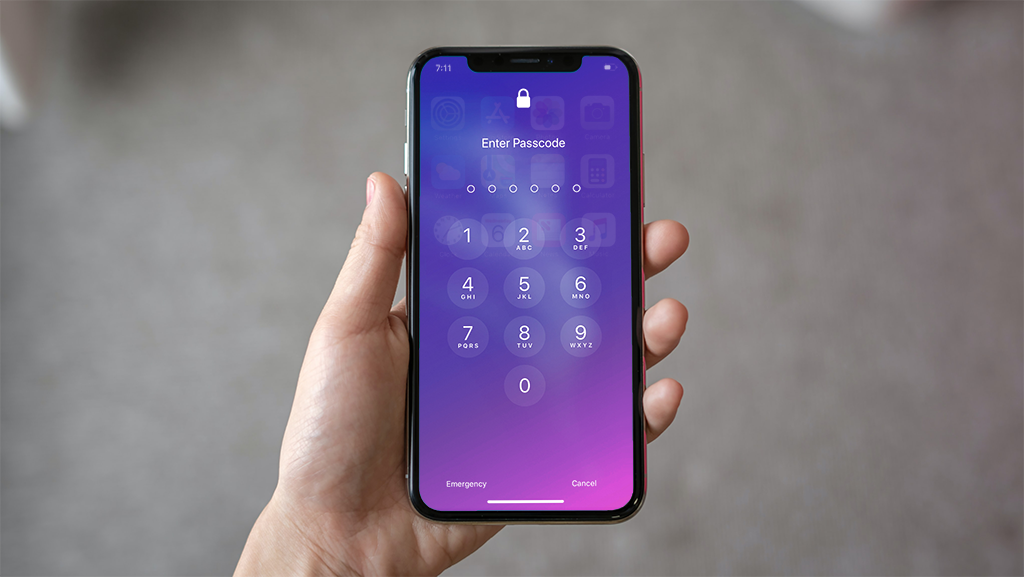 7:11
Enter Passcode
1 2 3
ABC DEF
4 5 6
GHI JKL MNO
7 8 9
PQRS TUV WXYZ
0
Emergency Cancel